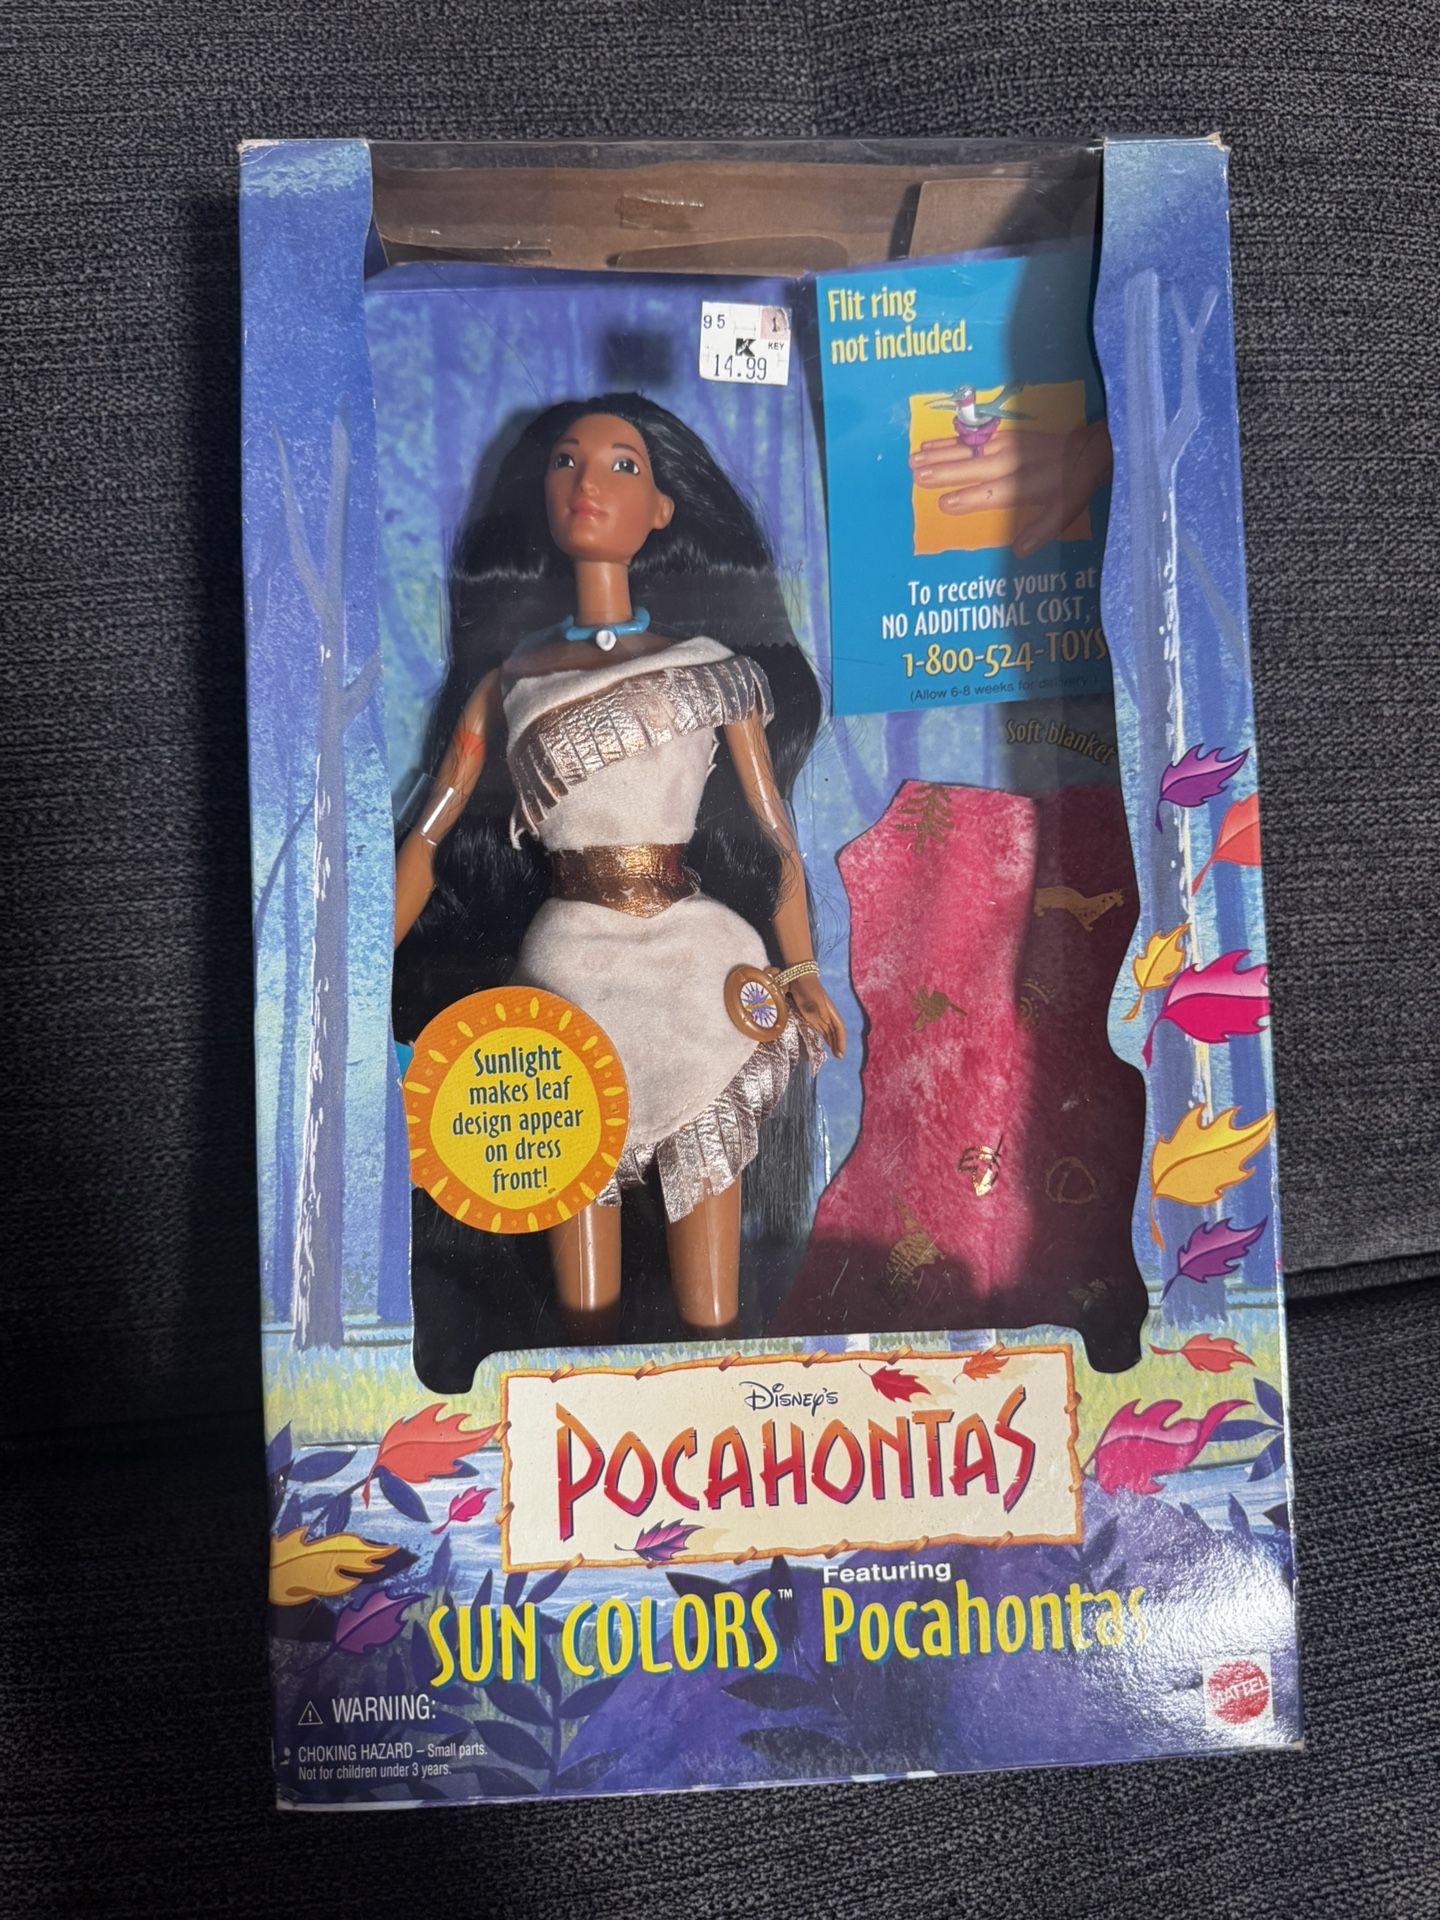 95 1
K KEY
14.99
Flit ring
not included.
To receive yours at
NO ADDITIONAL COST,
1-800-524-TOYS
(Allow 6-8 weeks for delivery.)
Soft blanket
Sunlight
makes leaf
design appear
on dress
front!
Disney's
POCAHONTAS
Featuring
SUN COLORS™ Pocahontas
⚠ WARNING:
CHOKING HAZARD – Small parts.
Not for children under 3 years.
MATTEL